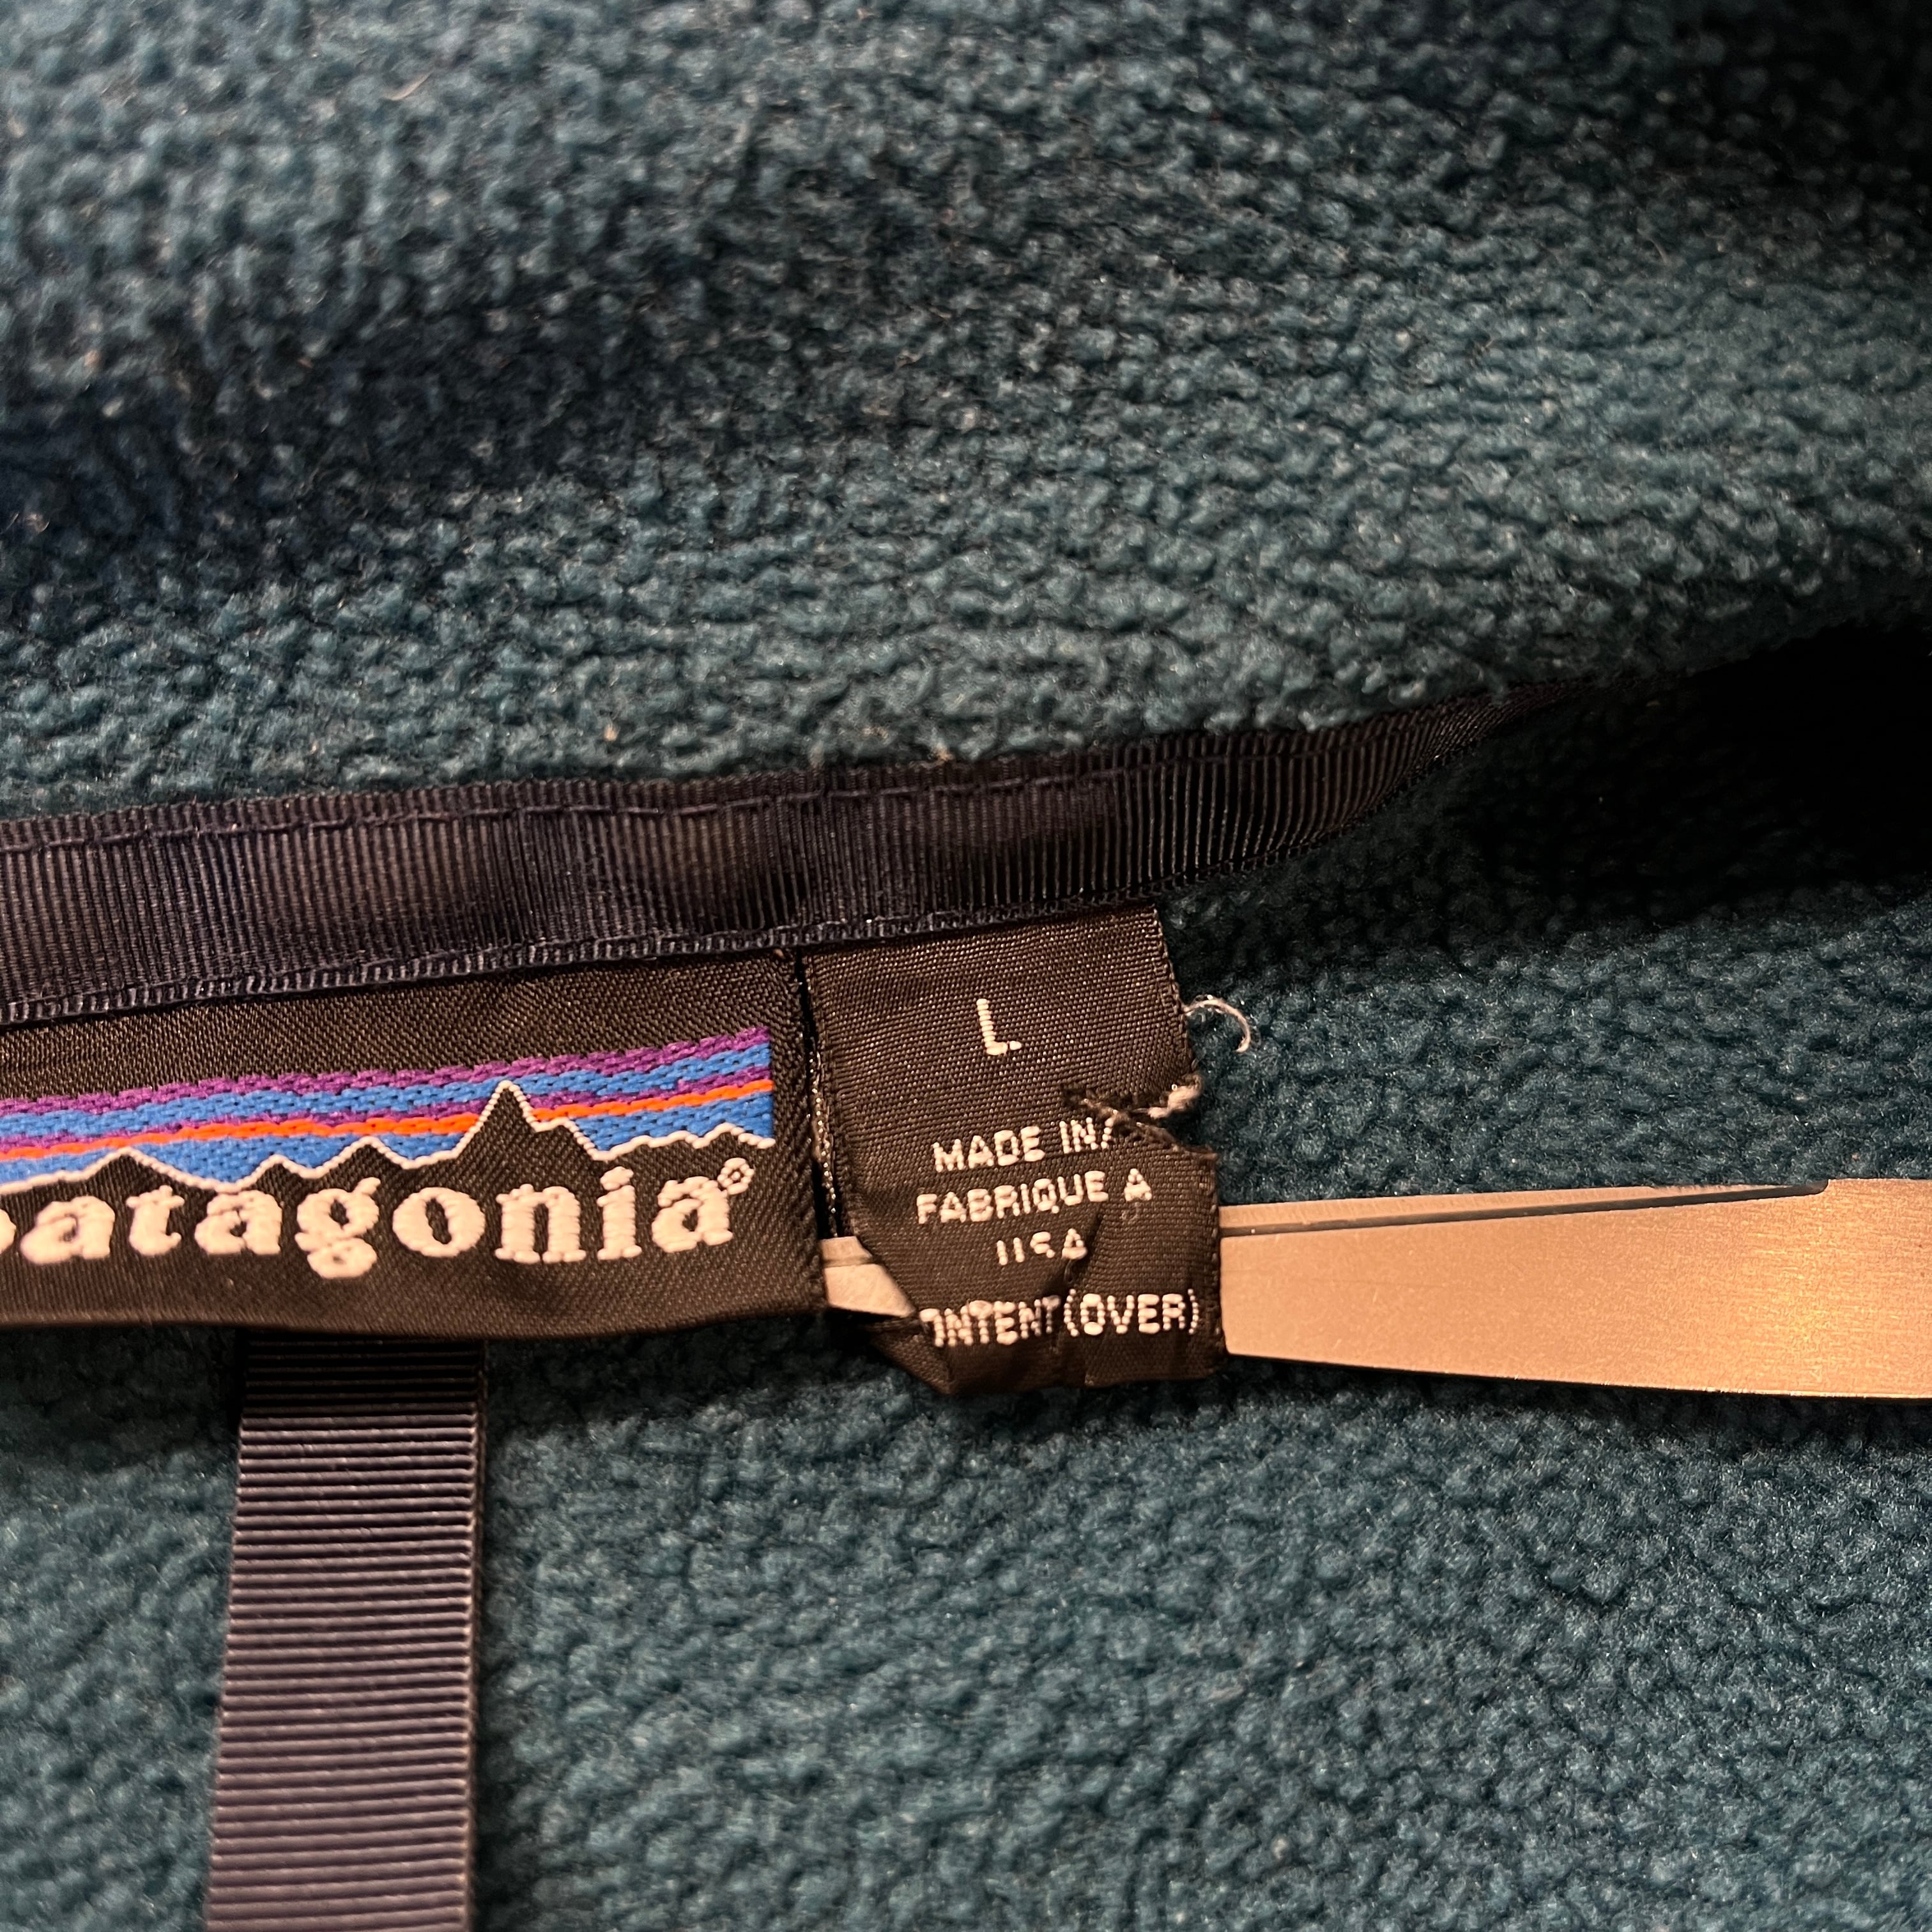 patagonia®
L
MADE IN
FABRIQUE A
USA
ONTENT (OVER)